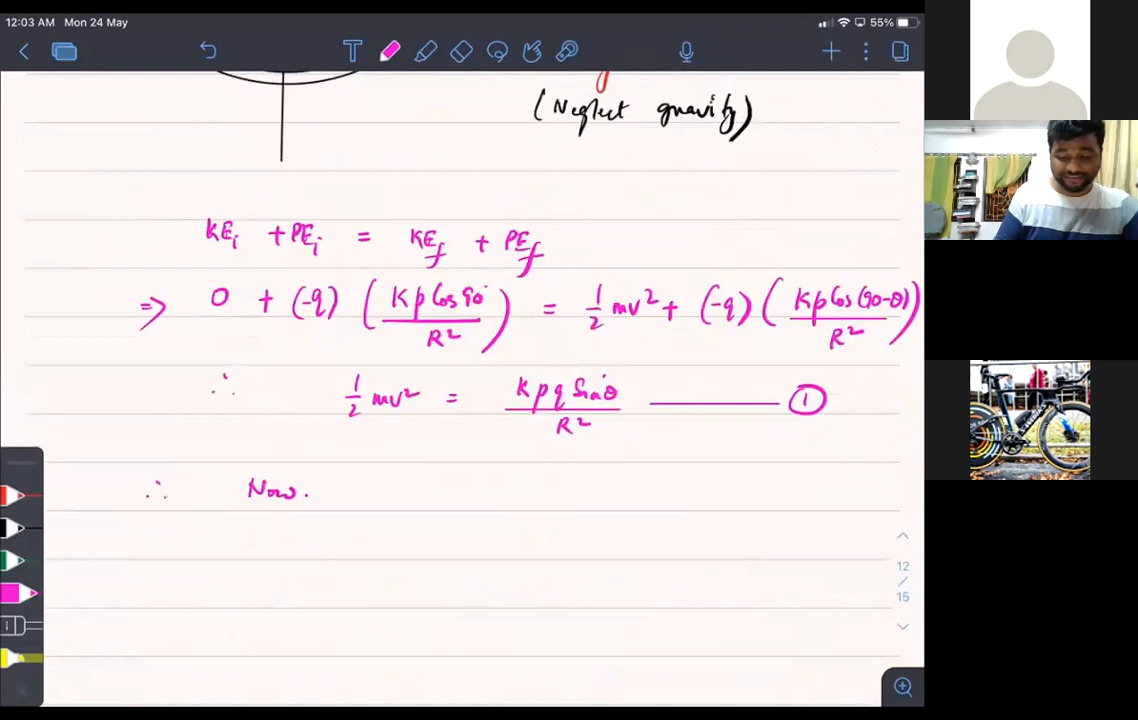 12:03 AM Mon 24 May
55%
(Neglect gravity)
KEi + PEi = KEf + PEf
⇒ 0 + (-q) (Kp Cos 90° / R²) = 1/2 mv² + (-q) (Kp Cos (90-θ) / R²)
∴ 1/2 mv² = Kpq Sinθ / R² ——— ①
∴ Now.
12
/
15